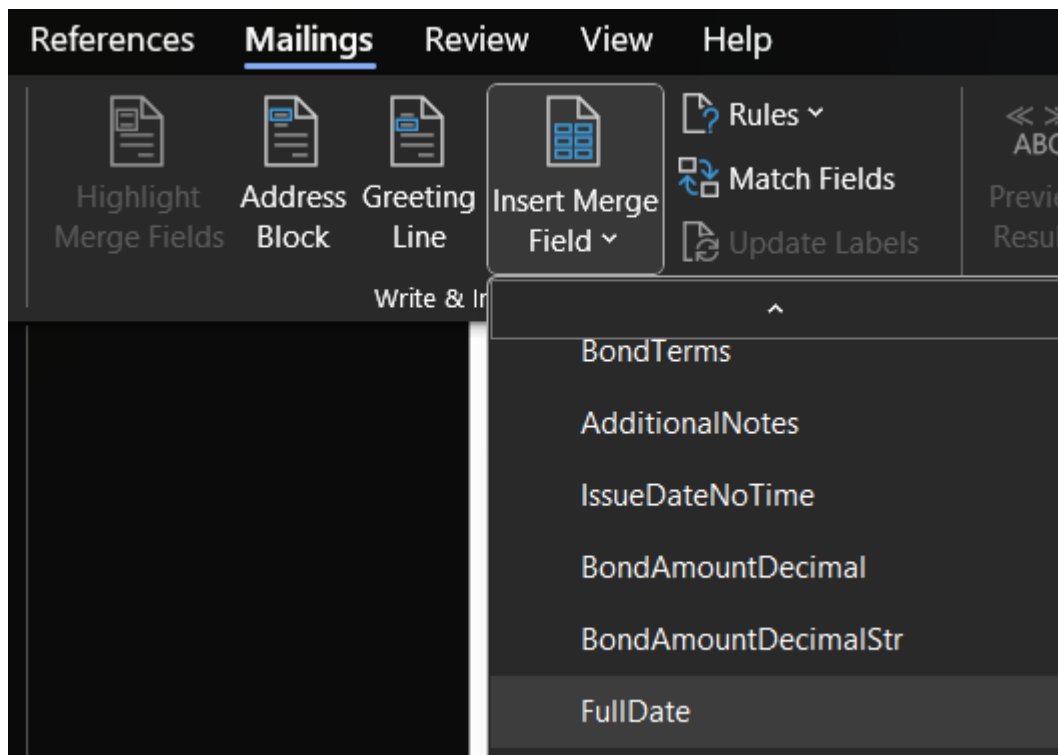 References Mailings Review View Help
Highlight
Merge Fields
Address
Block
Greeting
Line
Insert Merge
Field
Rules
Match Fields
Update Labels
ABC
Write &
BondTerms
AdditionalNotes
IssueDateNoTime
BondAmountDecimal
BondAmountDecimalStr
FullDate